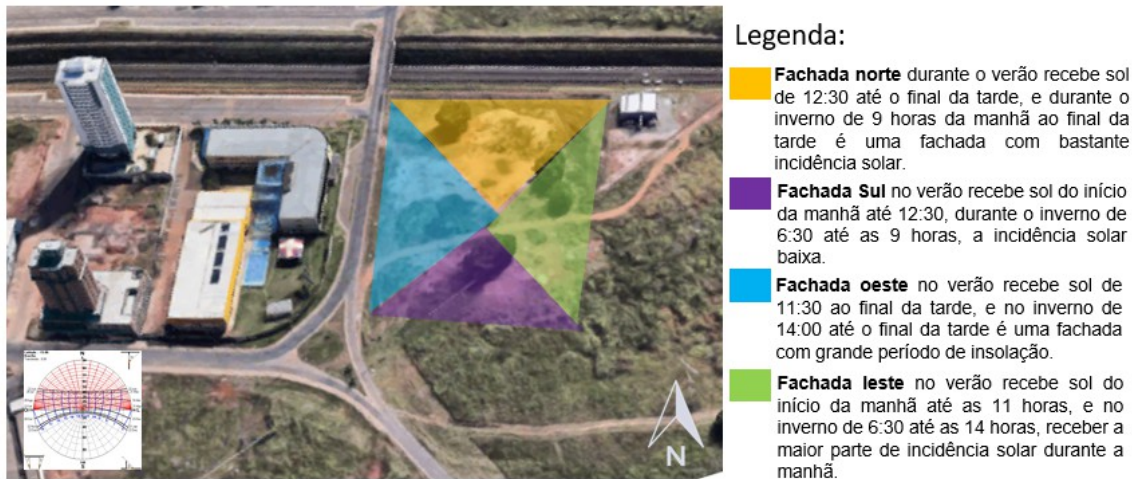 Legenda:
Fachada norte durante o verão recebe sol
de 12:30 até o final da tarde, e durante o
inverno de 9 horas da manhã ao final da
tarde é uma fachada com bastante
incidência solar.
Fachada Sul no verão recebe sol do início
da manhã até 12:30, durante o inverno de
6:30 até as 9 horas, a incidência solar
baixa.
Fachada oeste no verão recebe sol de
11:30 ao final da tarde, e no inverno de
14:00 até o final da tarde é uma fachada
com grande período de insolação.
Fachada leste no verão recebe sol do
início da manhã até as 11 horas, e no
inverno de 6:30 até as 14 horas, receber a
maior parte de incidência solar durante a
manhã.
N
N